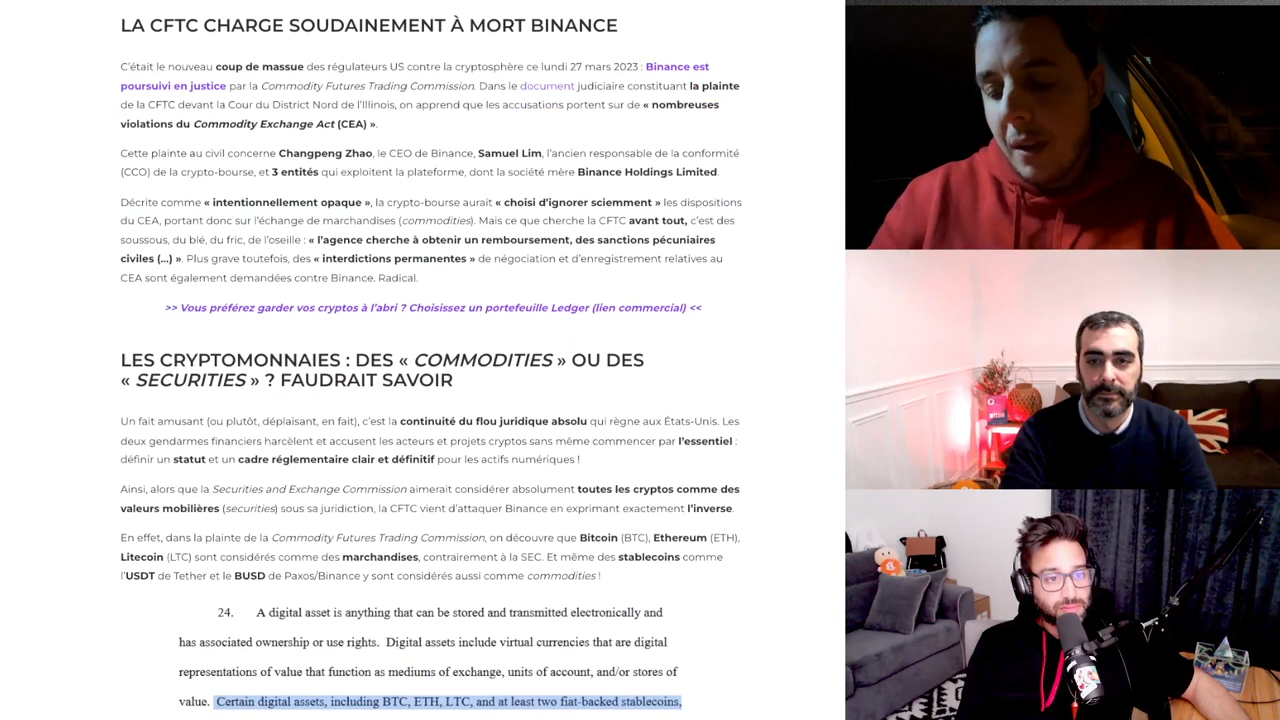 LA CFTC CHARGE SOUDAINEMENT À MORT BINANCE
C’était le nouveau coup de massue des régulateurs US contre la cryptosphère ce lundi 27 mars 2023 : Binance est
poursuivi en justice par la Commodity Futures Trading Commission. Dans le document judiciaire constituant la plainte
de la CFTC devant la Cour du District Nord de l’Illinois, on apprend que les accusations portent sur de « nombreuses
violations du Commodity Exchange Act (CEA) ».
Cette plainte au civil concerne Changpeng Zhao, le CEO de Binance, Samuel Lim, l’ancien responsable de la conformité
(CCO) de la crypto-bourse, et 3 entités qui exploitent la plateforme, dont la société mère Binance Holdings Limited.
Décrite comme « intentionnellement opaque », la crypto-bourse aurait « choisi d’ignorer sciemment » les dispositions
du CEA, portant donc sur l’échange de marchandises (commodities). Mais ce que cherche la CFTC avant tout, c’est des
soussous, du blé, du fric, de l’oseille : « l’agence cherche à obtenir un remboursement, des sanctions pécuniaires
civiles (…) ». Plus grave toutefois, des « interdictions permanentes » de négociation et d’enregistrement relatives au
CEA sont également demandées contre Binance. Radical.
>> Vous préférez garder vos cryptos à l’abri ? Choisissez un portefeuille Ledger (lien commercial) <<
LES CRYPTOMONNAIES : DES « COMMODITIES » OU DES
« SECURITIES » ? FAUDRAIT SAVOIR
Un fait amusant (ou plutôt, déplaisant, en fait), c’est la continuité du flou juridique absolu qui règne aux États-Unis. Les
deux gendarmes financiers harcèlent et accusent les acteurs et projets cryptos sans même commencer par l’essentiel :
définir un statut et un cadre réglementaire clair et définitif pour les actifs numériques !
Ainsi, alors que la Securities and Exchange Commission aimerait considérer absolument toutes les cryptos comme des
valeurs mobilières (securities) sous sa juridiction, la CFTC vient d’attaquer Binance en exprimant exactement l’inverse.
En effet, dans la plainte de la Commodity Futures Trading Commission, on découvre que Bitcoin (BTC), Ethereum (ETH),
Litecoin (LTC) sont considérés comme des marchandises, contrairement à la SEC. Et même des stablecoins comme
l’USDT de Tether et le BUSD de Paxos/Binance y sont considérés aussi comme commodities !
24. A digital asset is anything that can be stored and transmitted electronically and
has associated ownership or use rights. Digital assets include virtual currencies that are digital
representations of value that function as mediums of exchange, units of account, and/or stores of
value. Certain digital assets, including BTC, ETH, LTC, and at least two fiat-backed stablecoins,